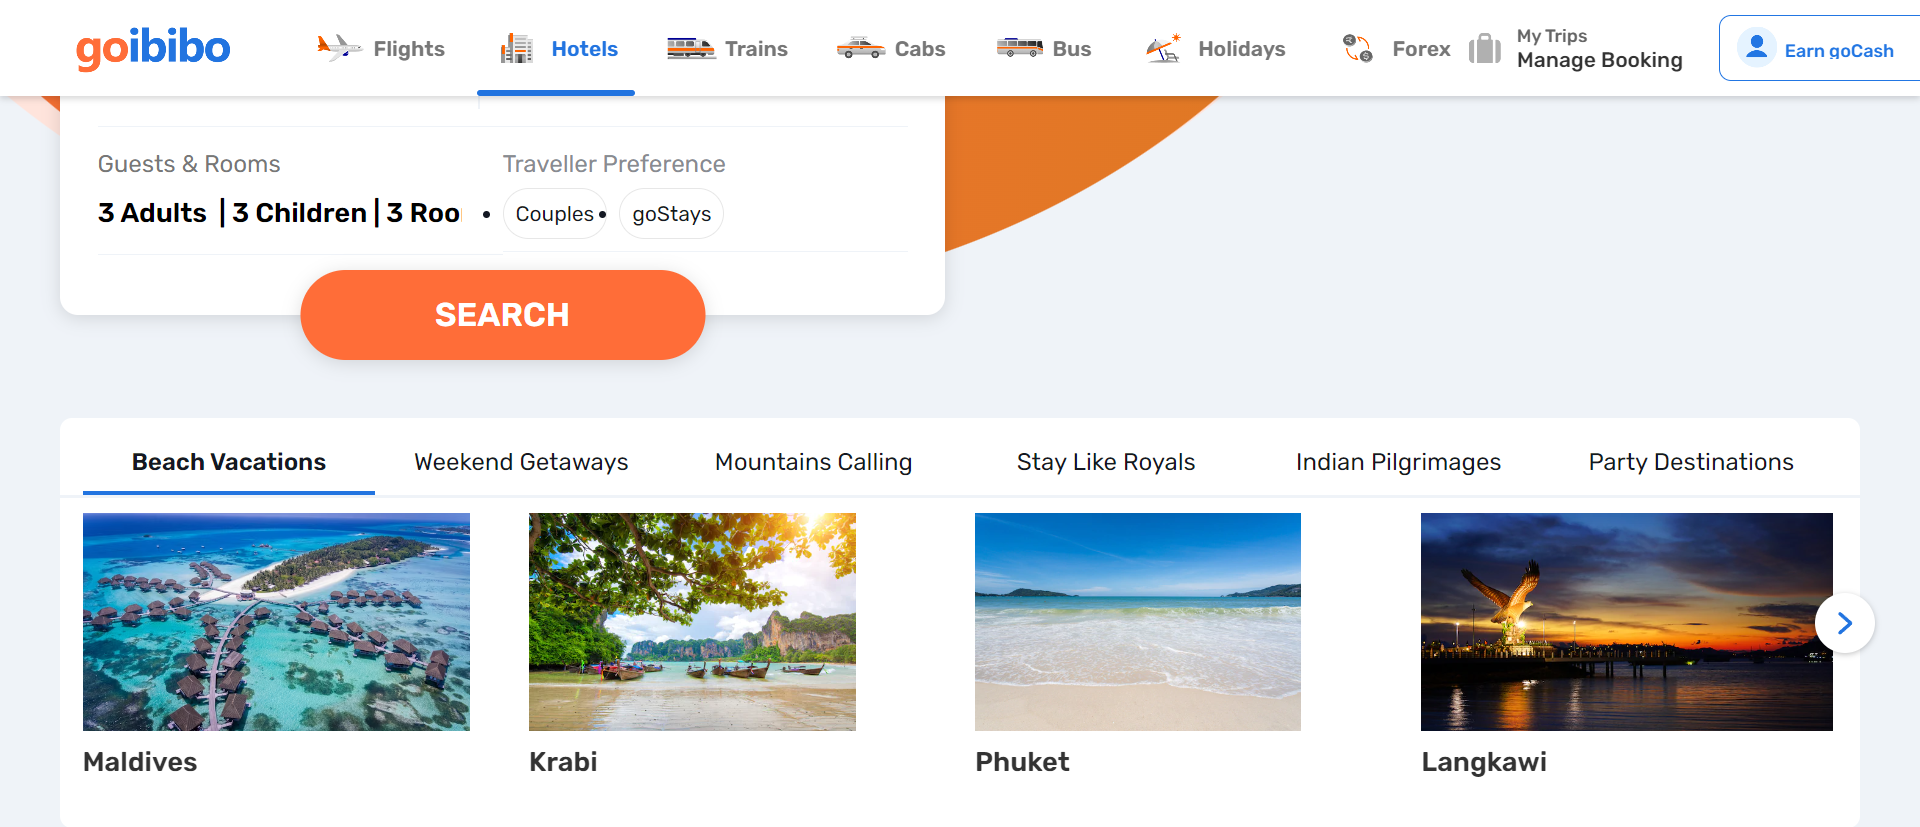 goibibo
Flights
Hotels
Trains
Cabs
Bus
Holidays
Forex
My Trips
Manage Booking
Earn goCash
Guests & Rooms
3 Adults | 3 Children | 3 Roo
Traveller Preference
• Couples • goStays
SEARCH
Beach Vacations
Weekend Getaways
Mountains Calling
Stay Like Royals
Indian Pilgrimages
Party Destinations
Maldives
Krabi
Phuket
Langkawi